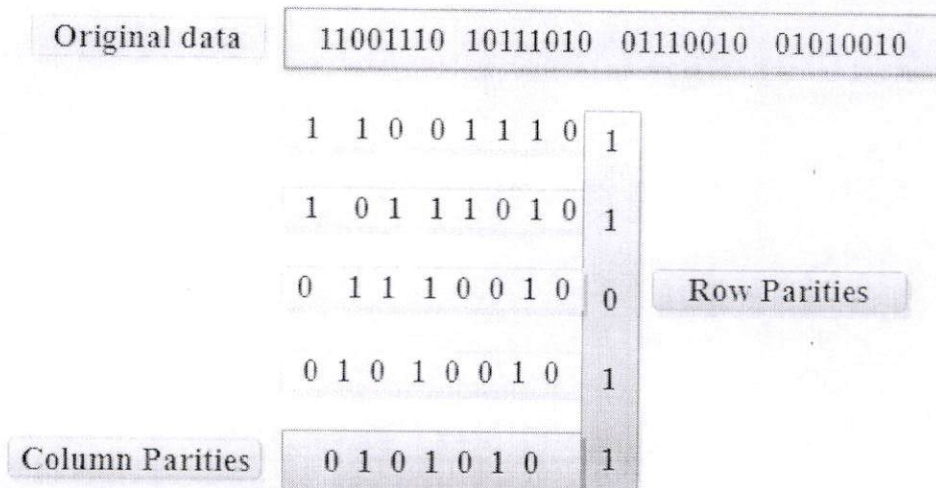 Original data 11001110 10111010 01110010 01010010
1 1 0 0 1 1 1 0 1
1 0 1 1 1 0 1 0 1
0 1 1 1 0 0 1 0 0 Row Parities
0 1 0 1 0 0 1 0 1
Column Parities 0 1 0 1 0 1 0 1